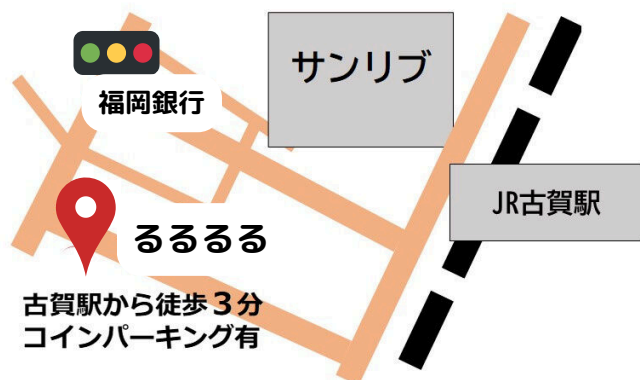 サンリブ
福岡銀行
JR古賀駅
るるるる
古賀駅から徒歩３分
コインパーキング有